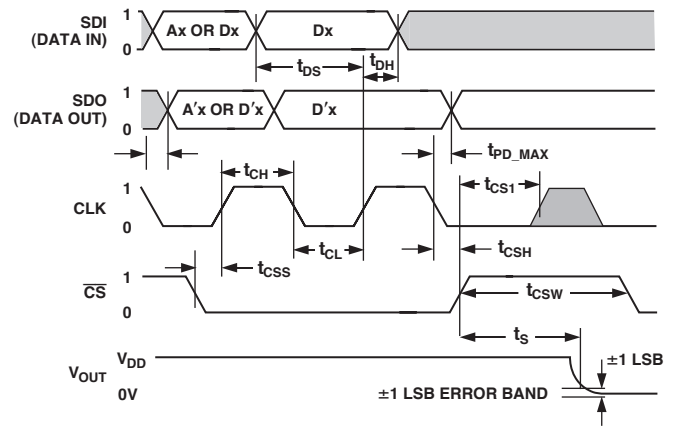 SDI
(DATA IN)
1
0
Ax OR Dx
Dx
tDS
tDH
SDO
(DATA OUT)
1
0
A'x OR D'x
D'x
tPD_MAX
tCH
tCS1
CLK
1
0
tCL
tCSH
tCSS
CS
1
0
tCSW
tS
VOUT
VDD
0V
±1 LSB
±1 LSB ERROR BAND